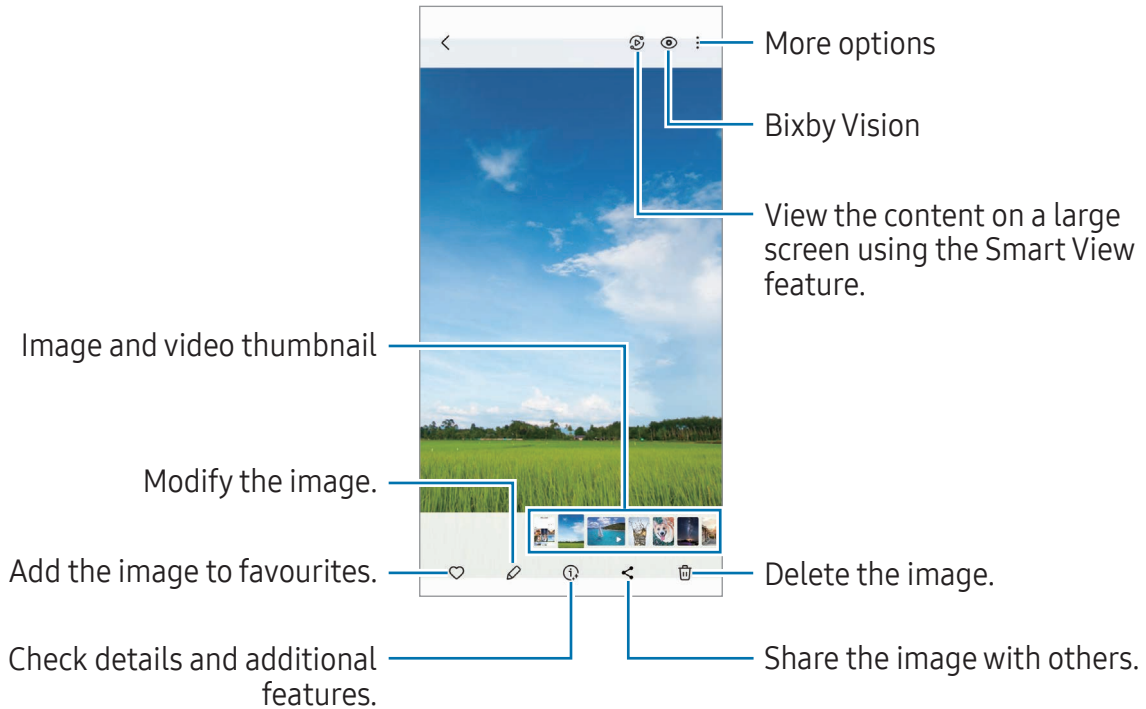 More options
Bixby Vision
View the content on a large
screen using the Smart View
feature.
Image and video thumbnail
Modify the image.
Add the image to favourites.
Delete the image.
Check details and additional
features.
Share the image with others.